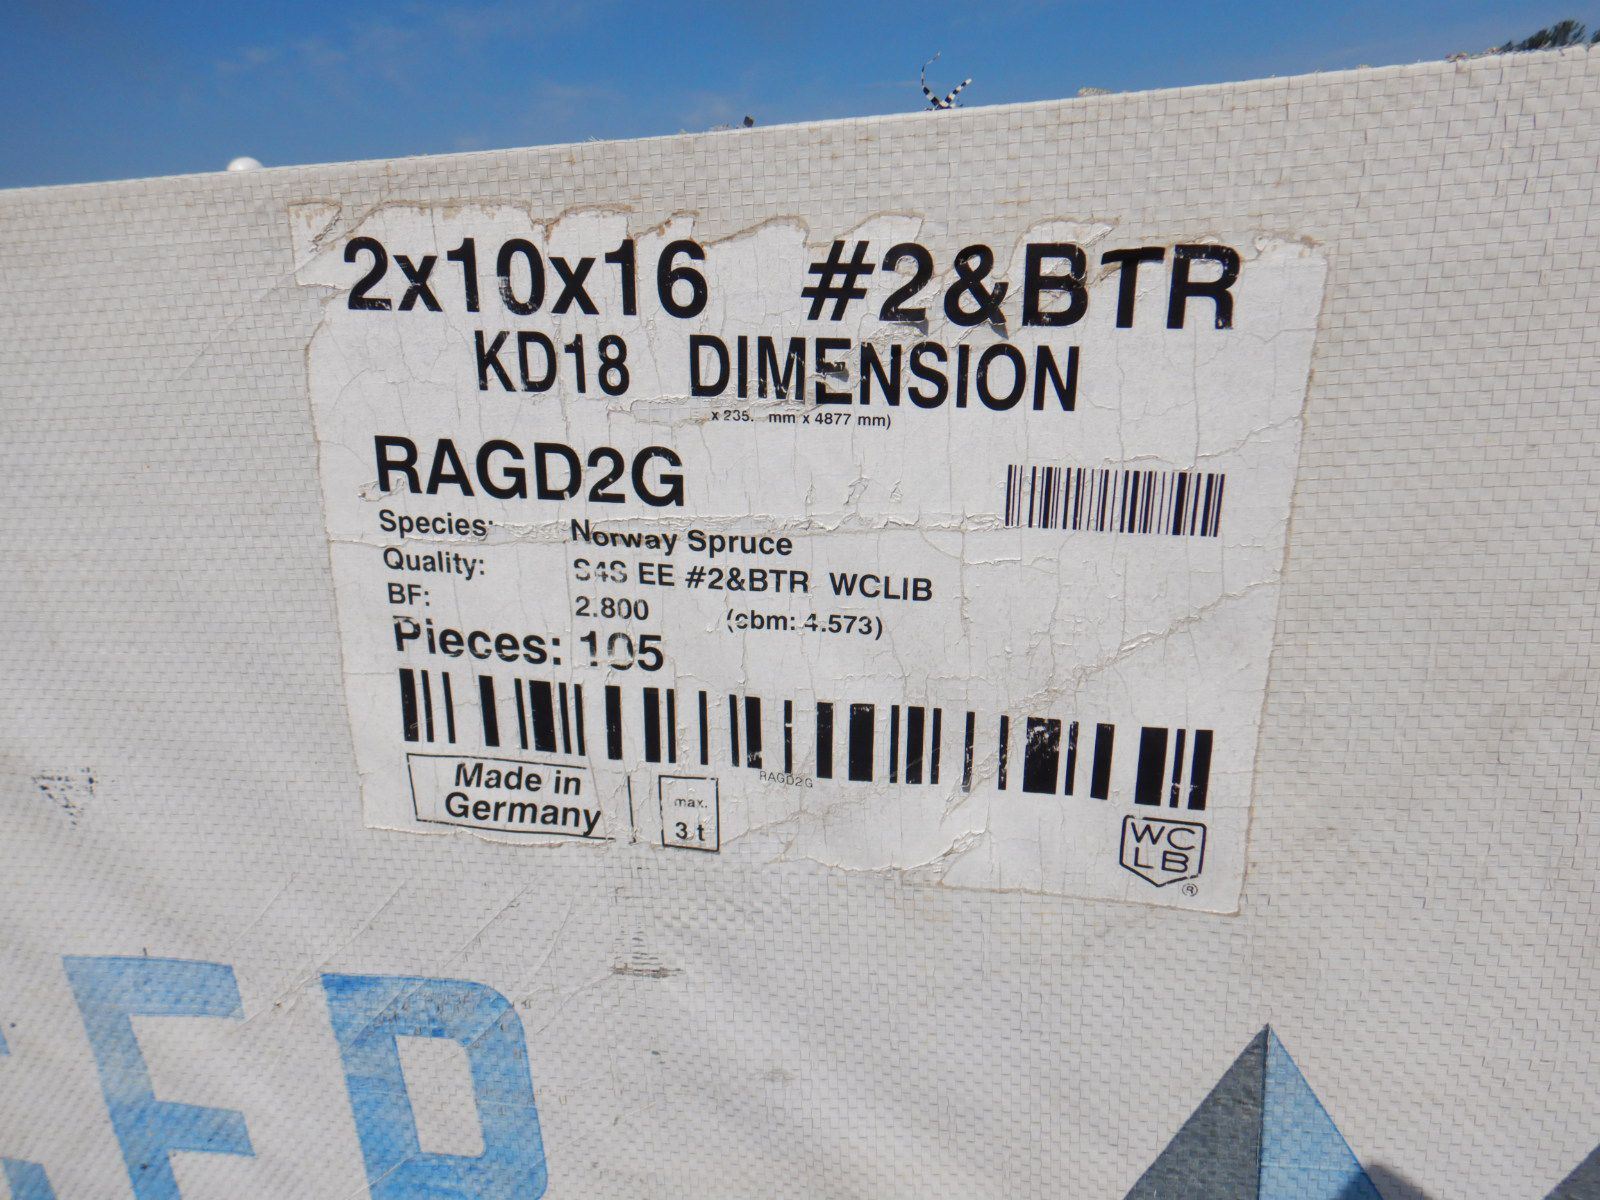 2x10x16 #2&BTR
KD18 DIMENSION
x 235. mm x 4877 mm)
RAGD2G
Species: Norway Spruce
Quality: S4S EE #2&BTR WCLIB
BF: 2.800 (cbm: 4.573)
Pieces: 105
RAGD2G
Made in
Germany
max.
3 t
WC
LB
®